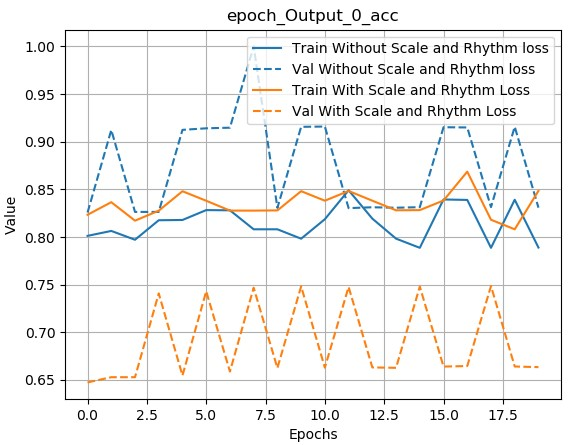 epoch_Output_0_acc
Train Without Scale and Rhythm loss
Val Without Scale and Rhythm loss
Train With Scale and Rhythm Loss
Val With Scale and Rhythm Loss
1.00
0.95
0.90
0.85
0.80
0.75
0.70
0.65
Value
0.0 2.5 5.0 7.5 10.0 12.5 15.0 17.5
Epochs